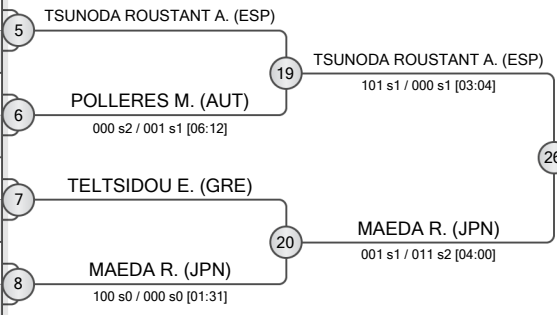 5
TSUNODA ROUSTANT A. (ESP)
19
TSUNODA ROUSTANT A. (ESP)
101 s1 / 000 s1 [03:04]
6
POLLERES M. (AUT)
000 s2 / 001 s1 [06:12]
26
7
TELTSIDOU E. (GRE)
20
MAEDA R. (JPN)
001 s1 / 011 s2 [04:00]
8
MAEDA R. (JPN)
100 s0 / 000 s0 [01:31]